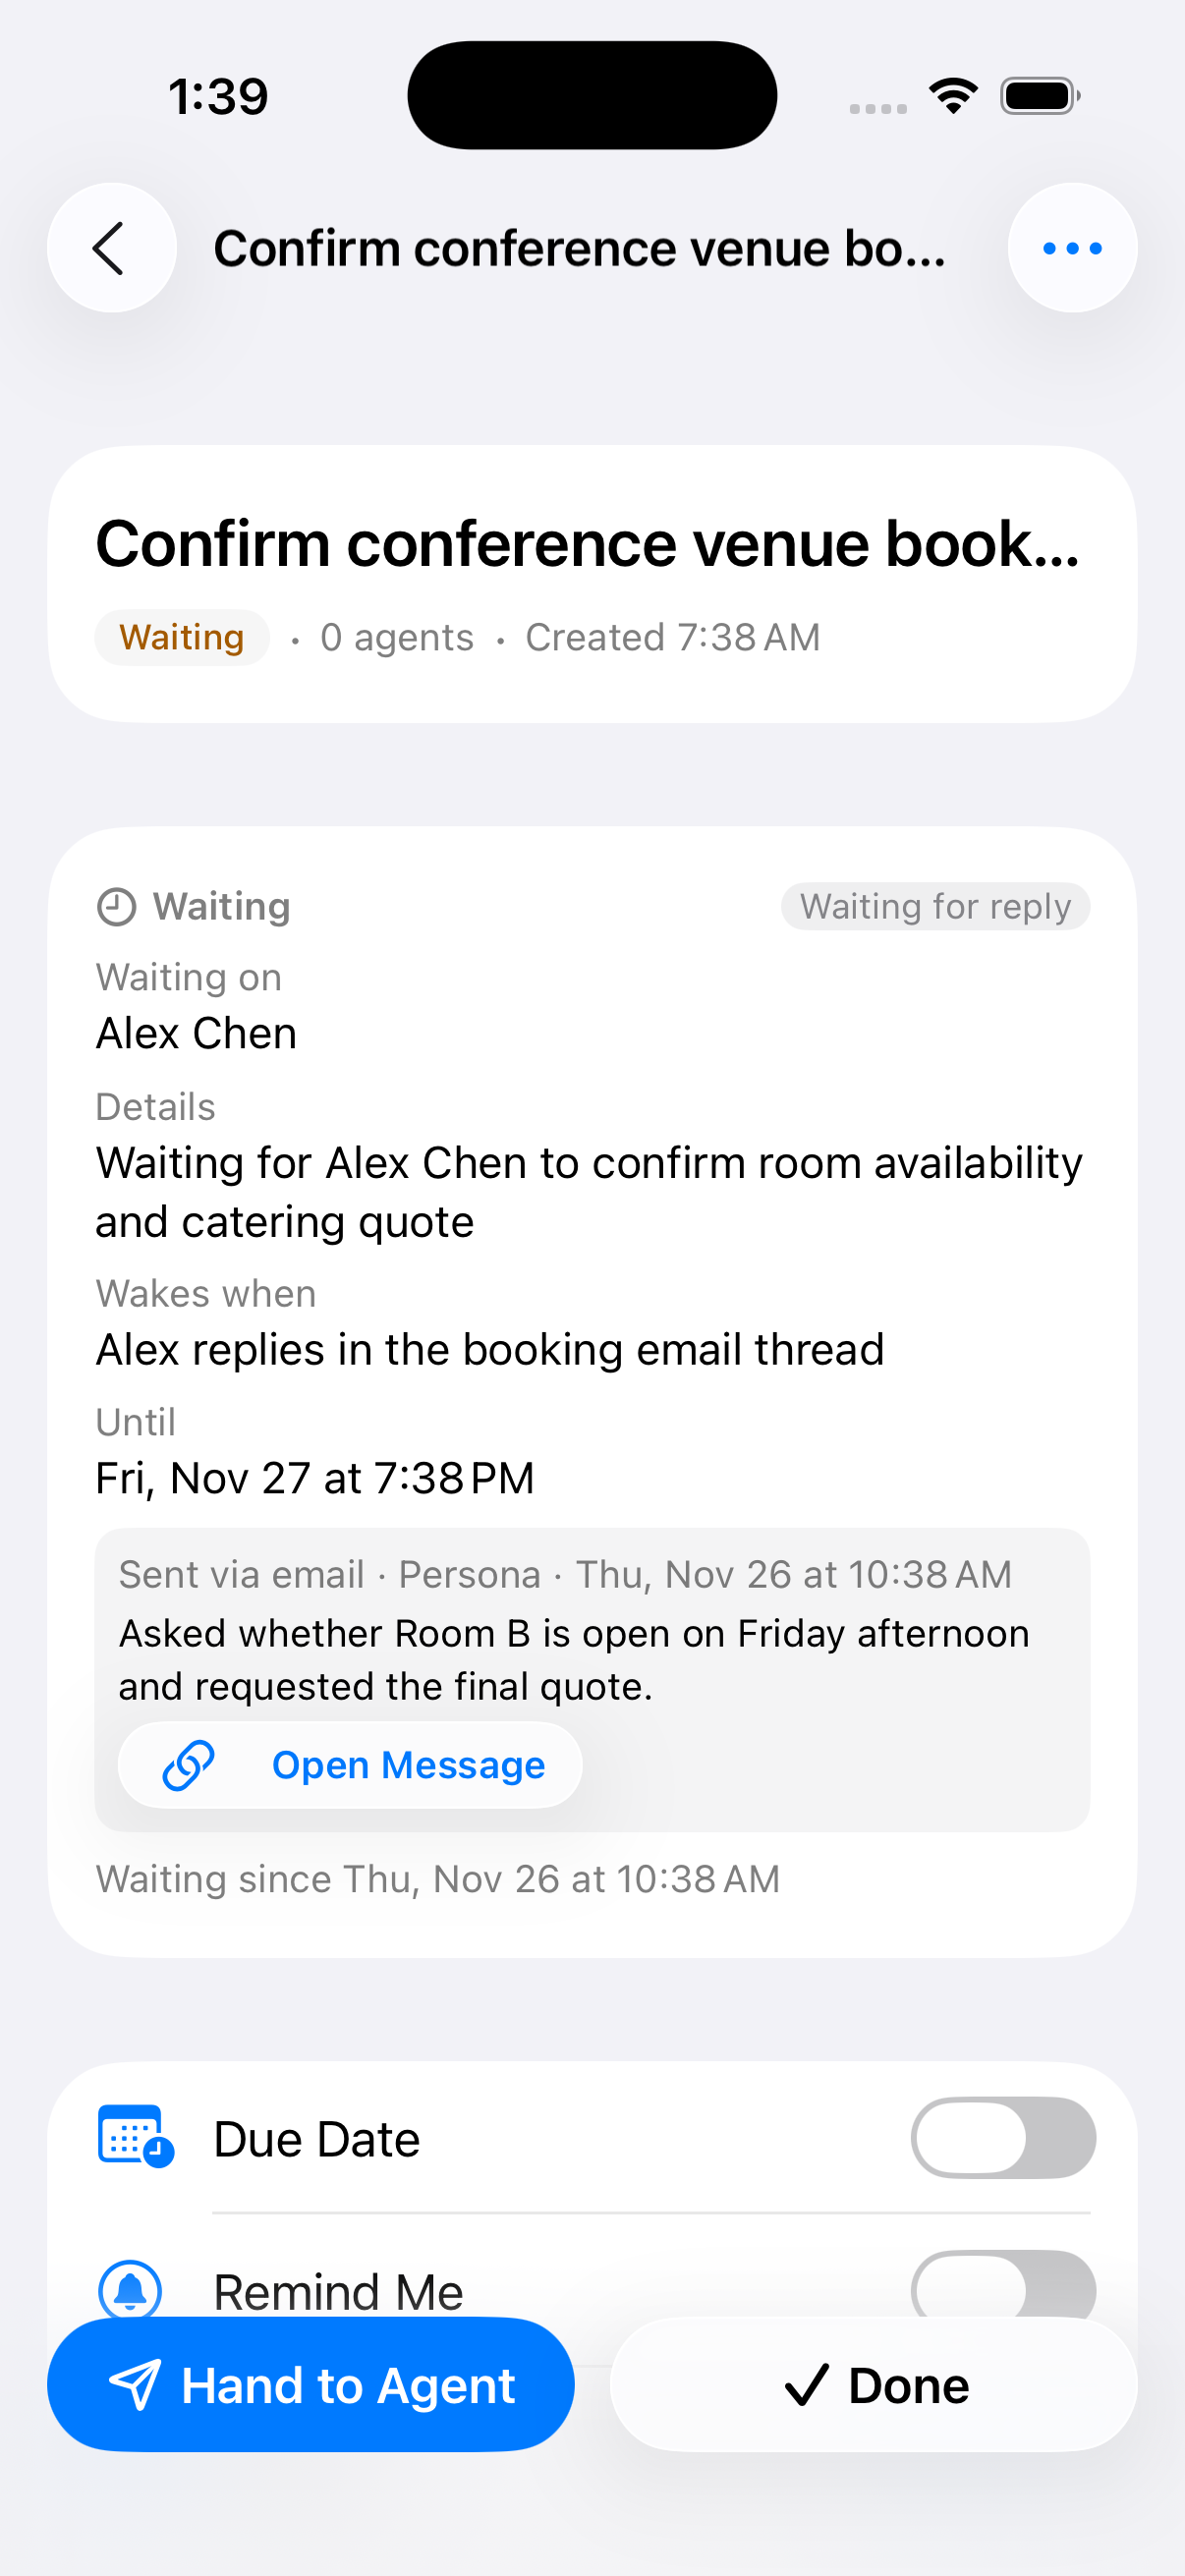 1:39
Confirm conference venue bo...
Confirm conference venue book...
Waiting · 0 agents · Created 7:38 AM
Waiting
Waiting for reply
Waiting on
Alex Chen
Details
Waiting for Alex Chen to confirm room availability
and catering quote
Wakes when
Alex replies in the booking email thread
Until
Fri, Nov 27 at 7:38 PM
Sent via email · Persona · Thu, Nov 26 at 10:38 AM
Asked whether Room B is open on Friday afternoon
and requested the final quote.
Open Message
Waiting since Thu, Nov 26 at 10:38 AM
Due Date
Remind Me
Hand to Agent
Done